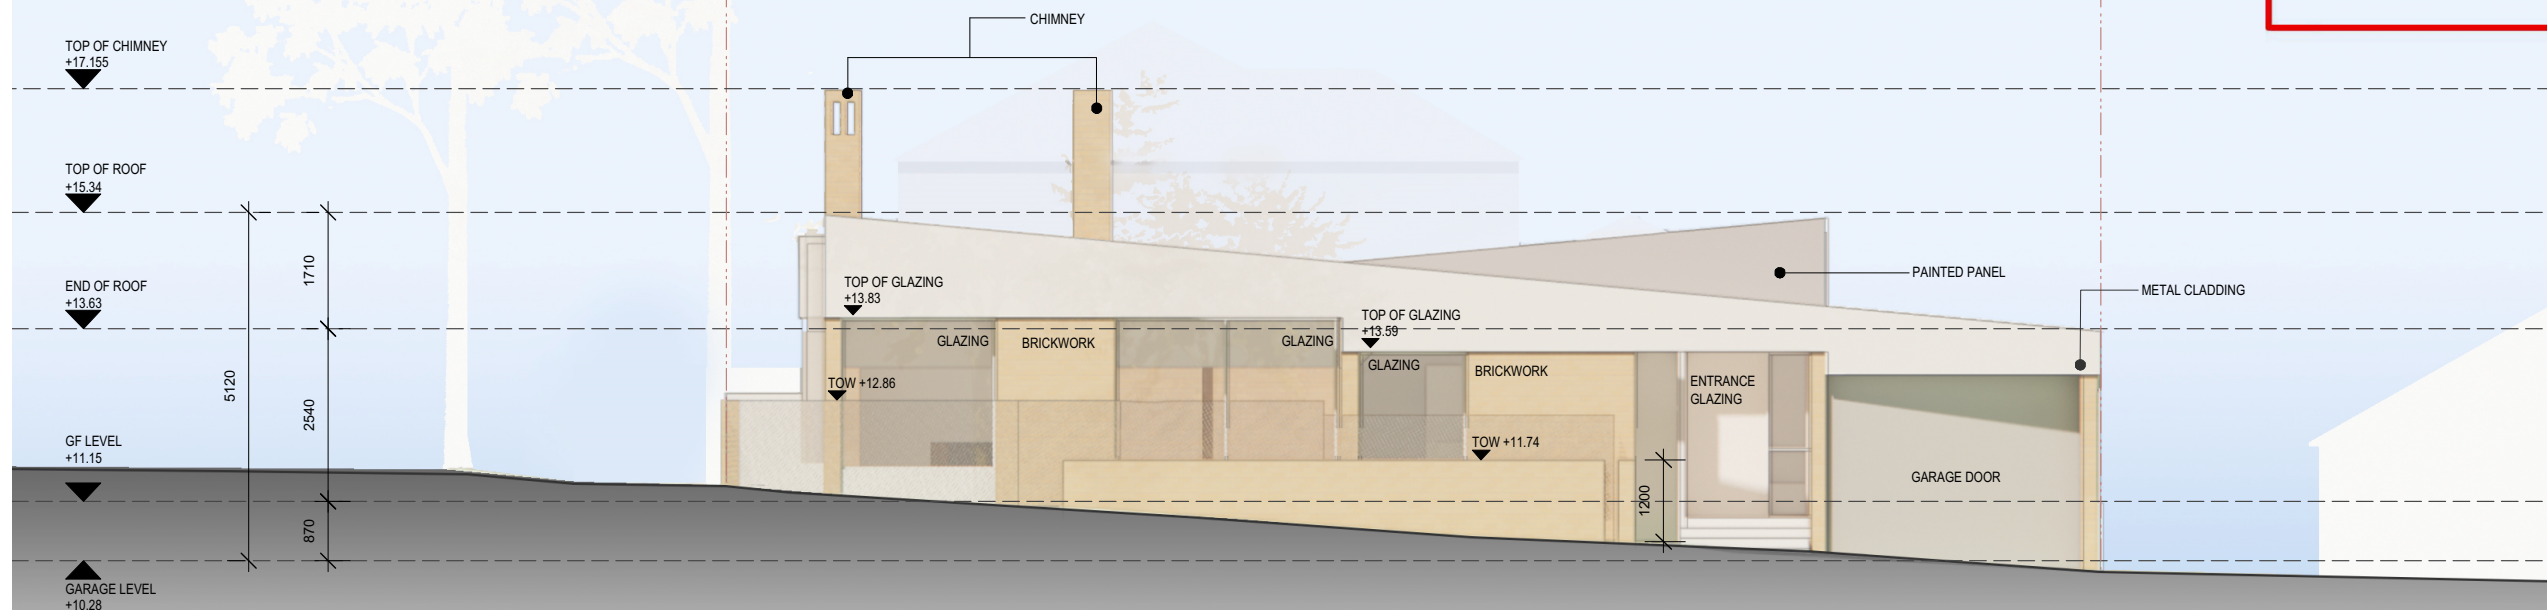 CHIMNEY
TOP OF CHIMNEY
+17.155
TOP OF ROOF
+15.34
1710
PAINTED PANEL
TOP OF GLAZING
+13.83
END OF ROOF
+13.63
METAL CLADDING
TOP OF GLAZING
+13.59
GLAZING
BRICKWORK
GLAZING
GLAZING
BRICKWORK
5120
TOW +12.86
ENTRANCE
GLAZING
2540
GF LEVEL
+11.15
TOW +11.74
GARAGE DOOR
1200
870
GARAGE LEVEL
+10.28